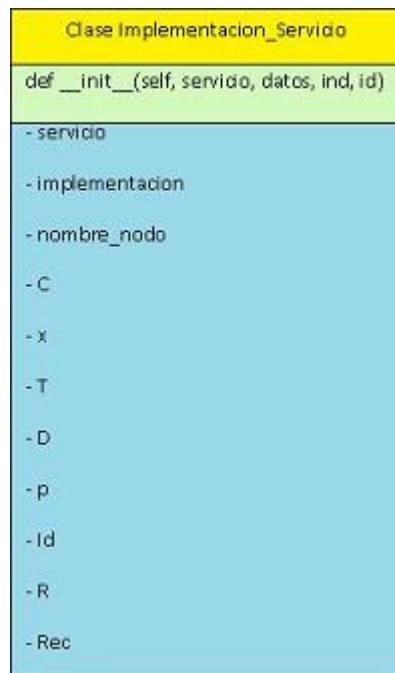 Clase Implementacion_Servicio
def __init__(self, servicio, datos, ind, id)
- servicio
- implementacion
- nombre_nodo
- C
- x
- T
- D
- p
- Id
- R
- Rec